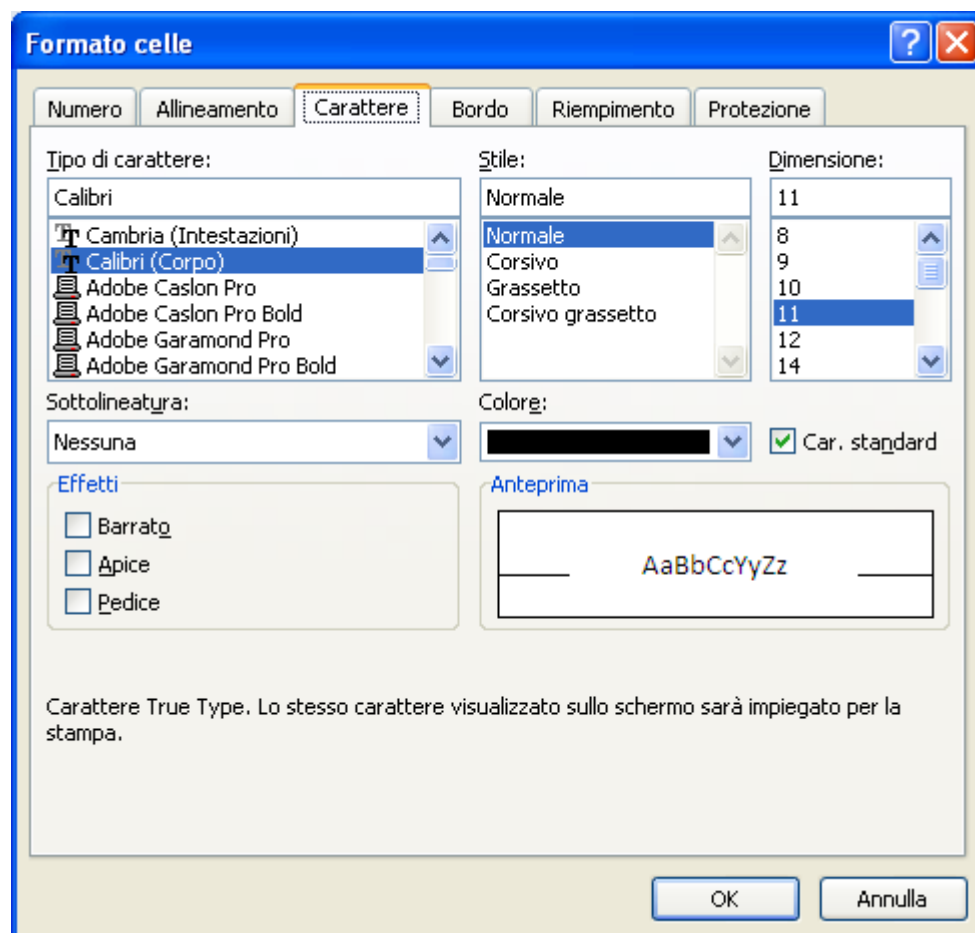 Formato celle
Numero Allineamento Carattere Bordo Riempimento Protezione
Tipo di carattere: Stile: Dimensione:
Calibri Normale 11
Cambria (Intestazioni) Normale 8
Calibri (Corpo) Corsivo 9
Adobe Caslon Pro Grassetto 10
Adobe Caslon Pro Bold Corsivo grassetto 11
Adobe Garamond Pro 12
Adobe Garamond Pro Bold 14
Sottolineatura: Colore:
Nessuna Car. standard
Effetti Anteprima
Barrato
Apice AaBbCcYyZz
Pedice
Carattere True Type. Lo stesso carattere visualizzato sullo schermo sarà impiegato per la
stampa.
OK Annulla